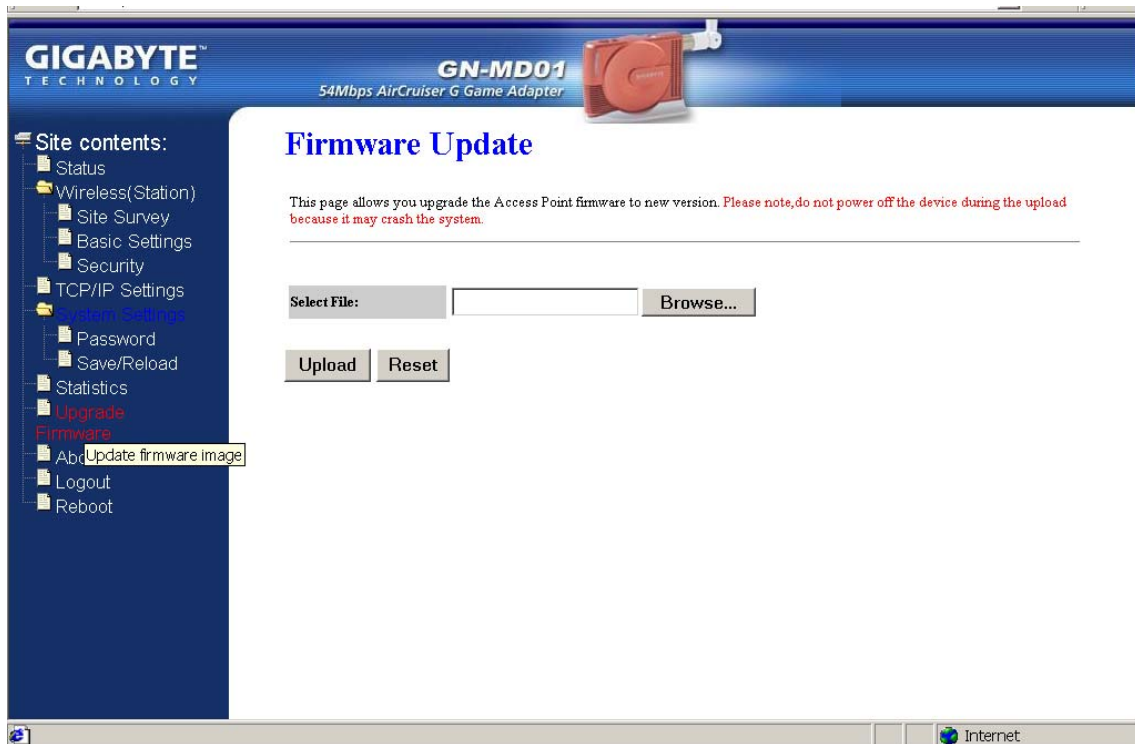 GIGABYTE™
TECHNOLOGY
GN-MD01
54Mbps AirCruiser G Game Adapter
Site contents:
Status
Wireless(Station)
Site Survey
Basic Settings
Security
TCP/IP Settings
System Settings
Password
Save/Reload
Statistics
Upgrade
Firmware
Update firmware image
Logout
Reboot
Firmware Update
This page allows you upgrade the Access Point firmware to new version. Please note,do not power off the device during the upload
because it may crash the system.
Select File:
Browse...
Upload
Reset
Internet